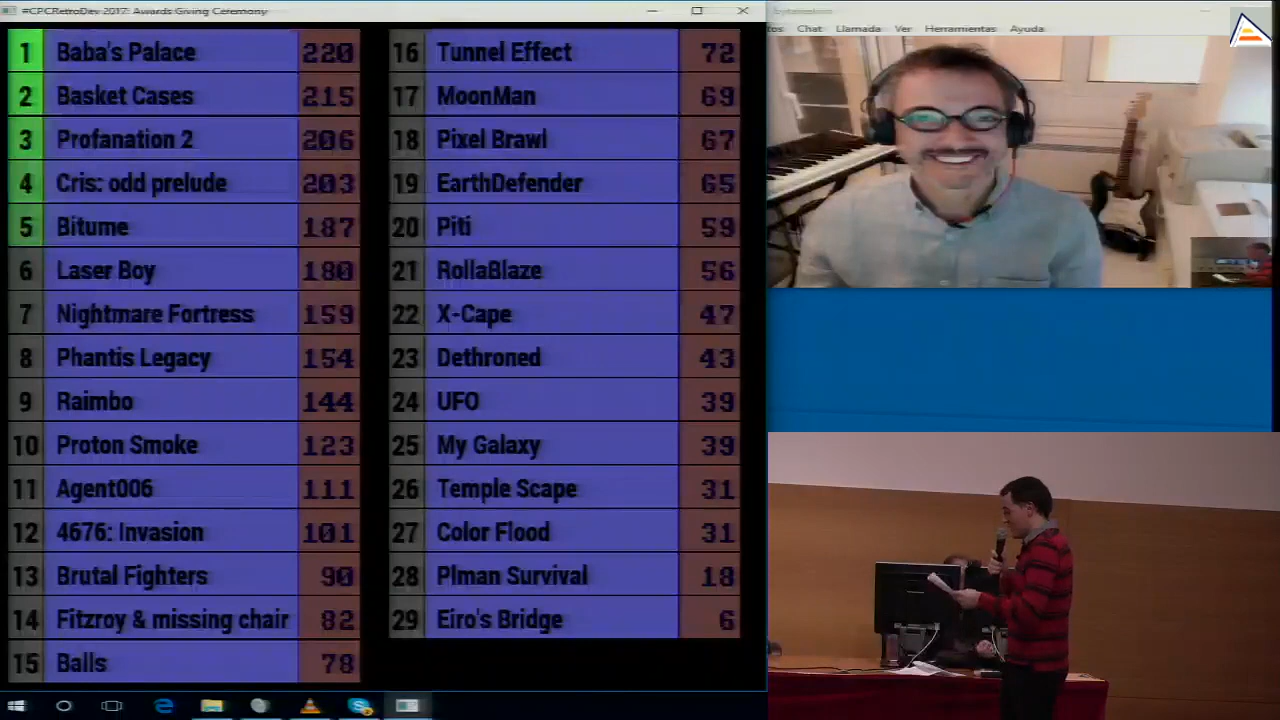 #CPCRetroDev 2017: Awards Giving Ceremony
1 Baba's Palace 220
2 Basket Cases 215
3 Profanation 2 206
4 Cris: odd prelude 203
5 Bitume 187
6 Laser Boy 180
7 Nightmare Fortress 159
8 Phantis Legacy 154
9 Raimbo 144
10 Proton Smoke 123
11 Agent006 111
12 4676: Invasion 101
13 Brutal Fighters 90
14 Fitzroy & missing chair 82
15 Balls 78
16 Tunnel Effect 72
17 MoonMan 69
18 Pixel Brawl 67
19 EarthDefender 65
20 Piti 59
21 RollaBlaze 56
22 X-Cape 47
23 Dethroned 43
24 UFO 39
25 My Galaxy 39
26 Temple Scape 31
27 Color Flood 31
28 Plman Survival 18
29 Eiro's Bridge 6
tos Chat Llamada Ver Herramientas Ayuda